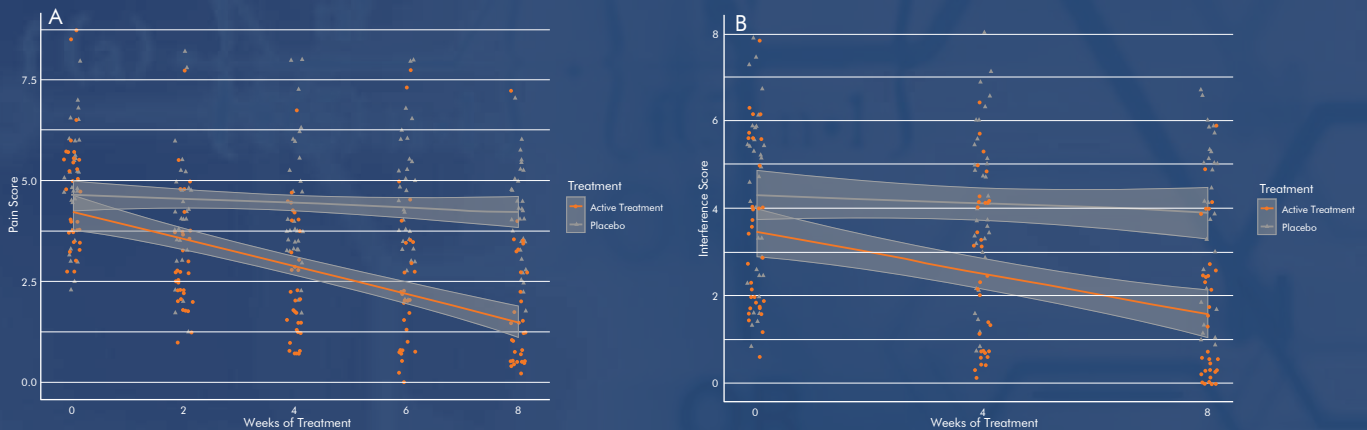 A
Pain Score
7.5
5.0
2.5
0.0
0
2
4
6
8
Weeks of Treatment
Treatment
Active Treatment
Placebo
B
Interference Score
8
6
4
2
0
0
4
8
Weeks of Treatment
Treatment
Active Treatment
Placebo